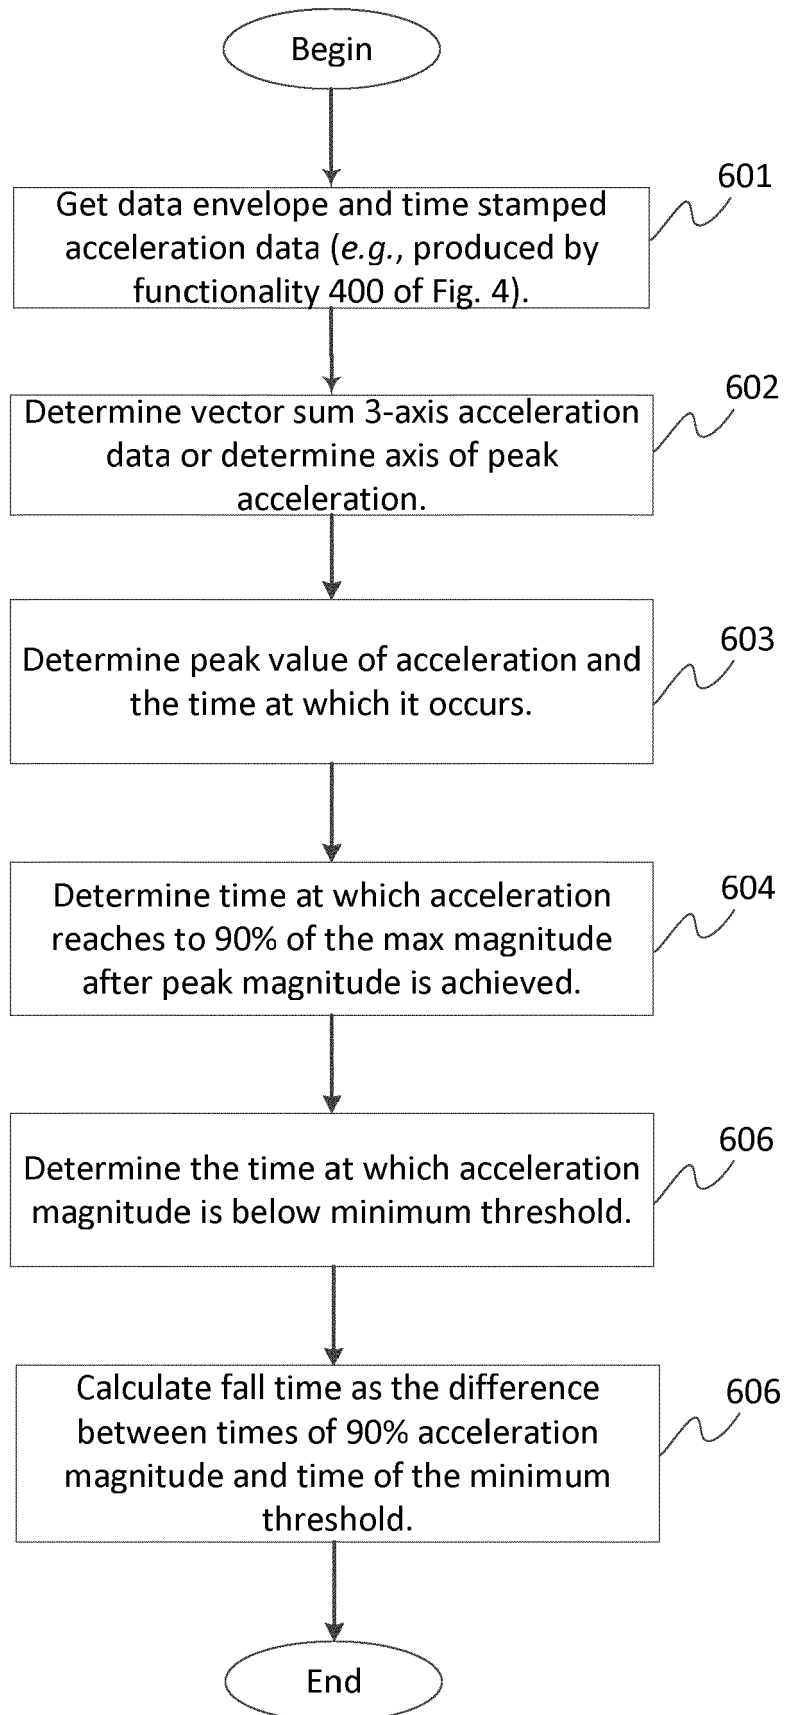 Begin
601
Get data envelope and time stamped
acceleration data (e.g., produced by
functionality 400 of Fig. 4).
602
Determine vector sum 3-axis acceleration
data or determine axis of peak
acceleration.
603
Determine peak value of acceleration and
the time at which it occurs.
604
Determine time at which acceleration
reaches to 90% of the max magnitude
after peak magnitude is achieved.
606
Determine the time at which acceleration
magnitude is below minimum threshold.
606
Calculate fall time as the difference
between times of 90% acceleration
magnitude and time of the minimum
threshold.
End